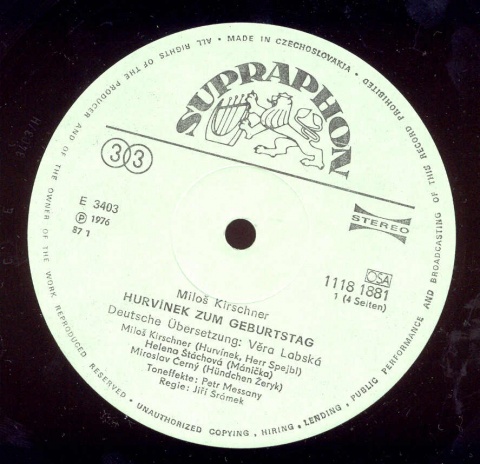 • MADE IN CZECHOSLOVAKIA •
ALL RIGHTS OF THE PRODUCER AND OF THE OWNER OF THE WORK REPRODUCED RESERVED • UNAUTHORIZED COPYING, HIRING, LENDING, PUBLIC PERFORMANCE AND BROADCASTING OF THIS RECORD PROHIBITED
SUPRAPHON
33
E 3403
Ⓟ 1976
87 1
STEREO
OSA
1118 1881
1 (4 Seiten)
Miloš Kirschner
HURVÍNEK ZUM GEBURTSTAG
Deutsche Übersetzung: Věra Labská
Miloš Kirschner (Hurvínek, Herr Spejbl)
Helena Štáchová (Mánička)
Miroslav Černý (Hündchen Žeryk)
Toneffekte: Petr Messany
Regie: Jiří Šrámek